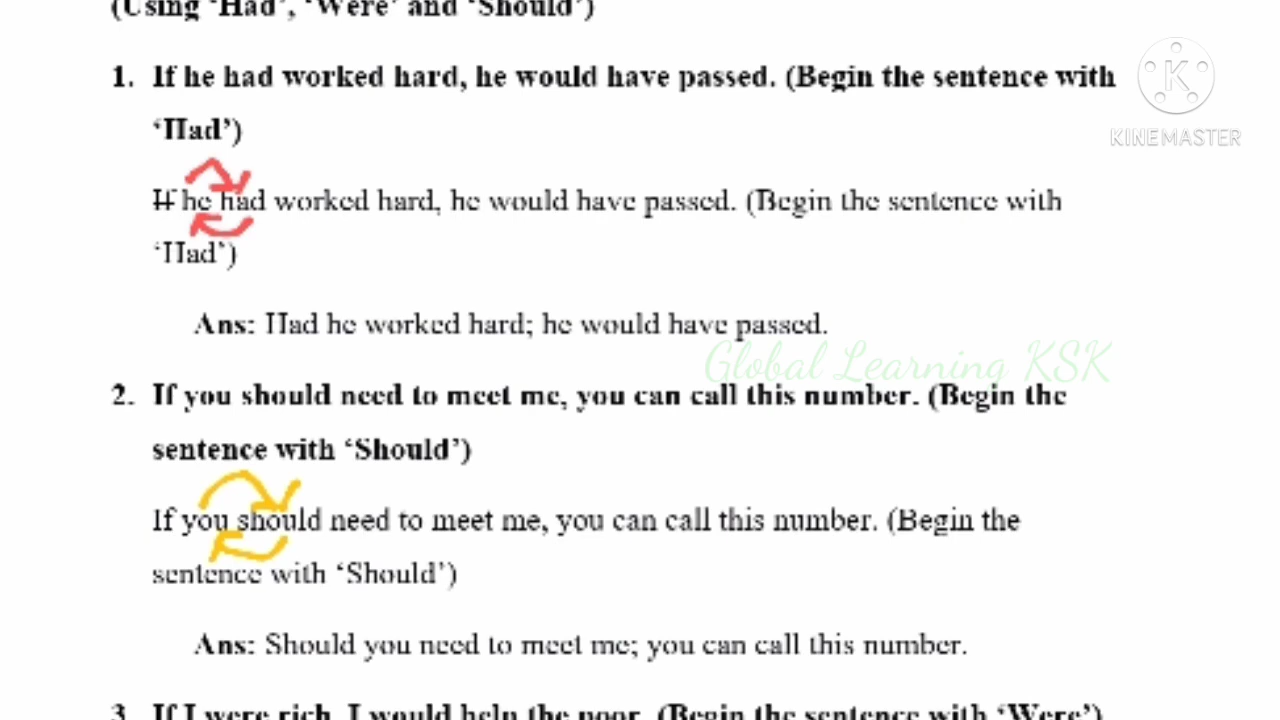 (Using ‘Had’, ‘Were’ and ‘Should’)
1. If he had worked hard, he would have passed. (Begin the sentence with
‘Had’)
KINEMASTER
If he had worked hard, he would have passed. (Begin the sentence with
‘Had’)
Ans: Had he worked hard; he would have passed.
Global Learning KSK
2. If you should need to meet me, you can call this number. (Begin the
sentence with ‘Should’)
If you should need to meet me, you can call this number. (Begin the
sentence with ‘Should’)
Ans: Should you need to meet me; you can call this number.
3. If I were rich, I would help the poor. (Begin the sentence with ‘Were’)